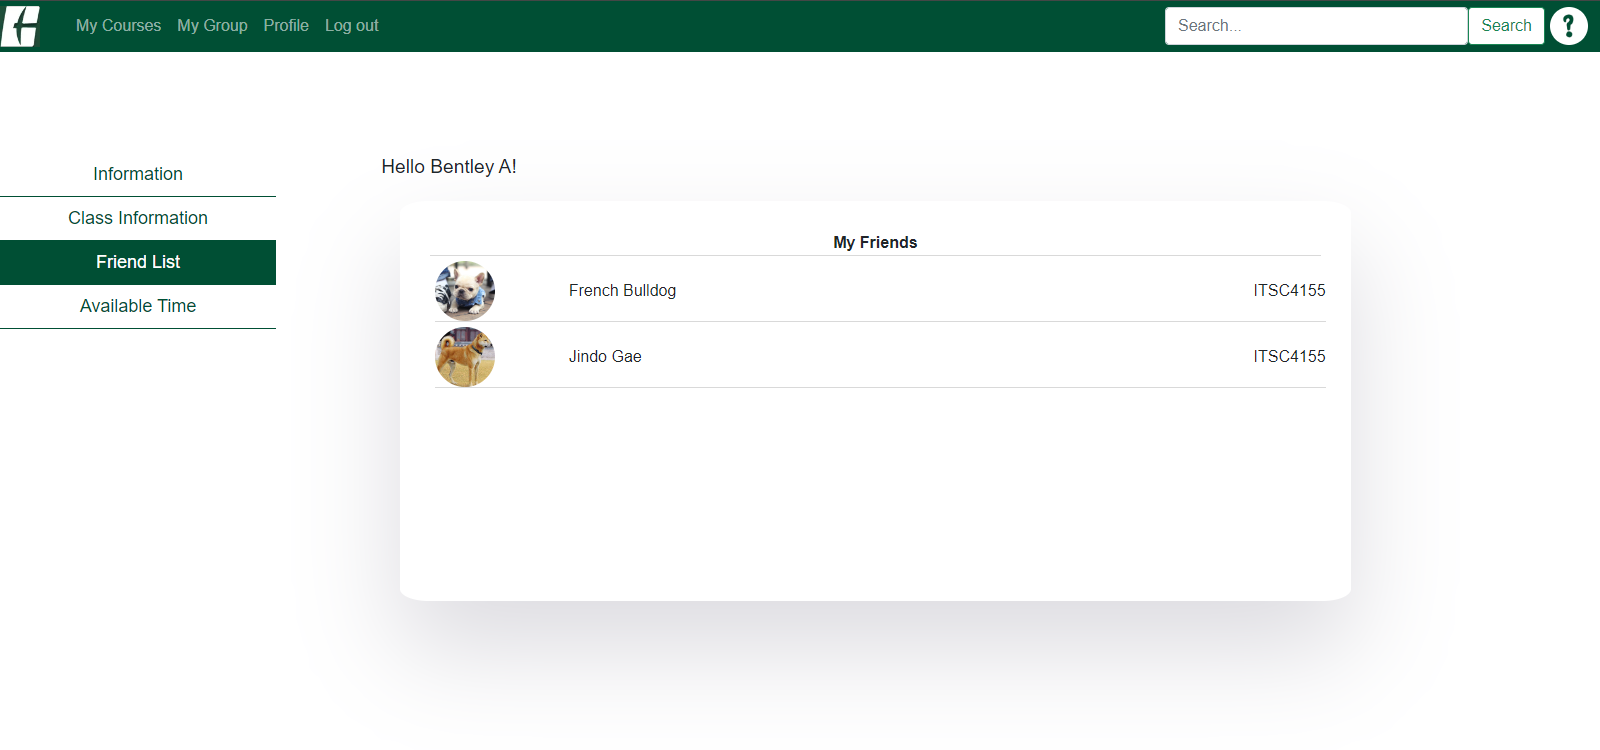 My Courses My Group Profile Log out Search... Search ?
Hello Bentley A!
Information
Class Information
Friend List
Available Time
My Friends
French Bulldog ITSC4155
Jindo Gae ITSC4155